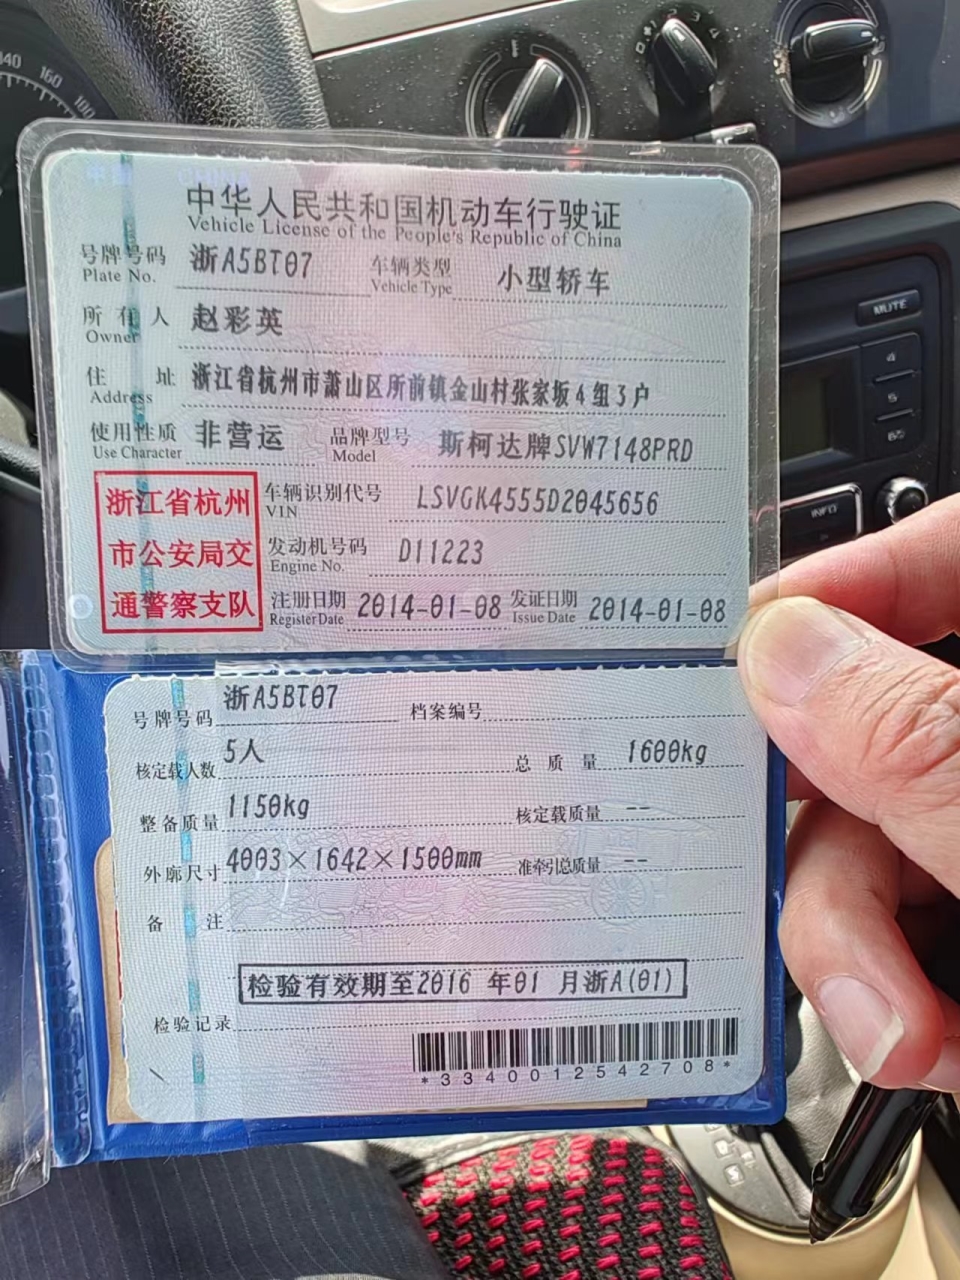 140
160
180
MUTE
INFO
中华人民共和国机动车行驶证
Vehicle License of the People's Republic of China
号牌号码 浙A5BT07 车辆类型 小型轿车
Plate No. Vehicle Type
所有人 赵彩英
Owner
住址 浙江省杭州市萧山区所前镇金山村张家坂4组3户
Address
使用性质 非营运 品牌型号 斯柯达牌SVW7148PRD
Use Character Model
浙江省杭州
市公安局交
通警察支队
车辆识别代号 LSVGK4555D2045656
VIN
发动机号码 D11223
Engine No.
注册日期 2014-01-08 发证日期 2014-01-08
Register Date Issue Date
号牌号码 浙A5BT07 档案编号
核定载人数 5人 总质量 1600kg
整备质量 1150kg 核定载质量 --
外廓尺寸 4003×1642×1500mm 准牵引总质量 --
备注
检验有效期至2016 年01 月浙A(01)
检验记录
*3340012542708*